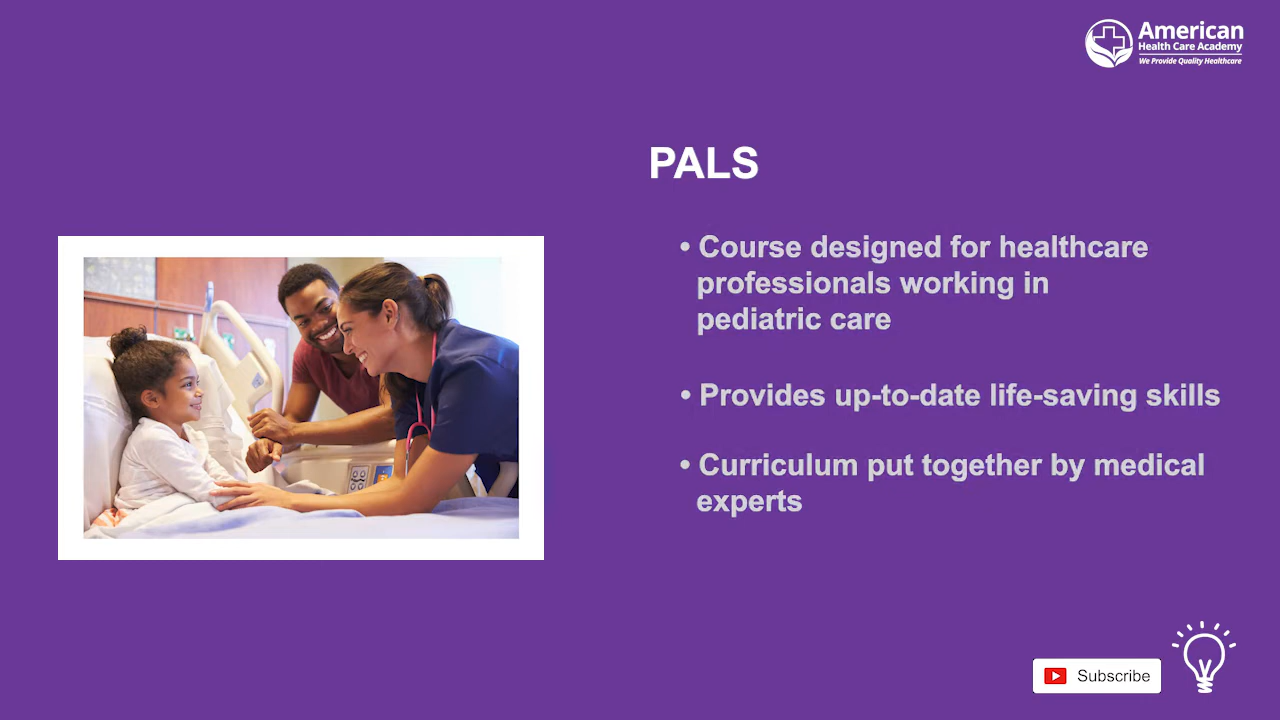 American
Health Care Academy
We Provide Quality Healthcare
PALS
• Course designed for healthcare
professionals working in
pediatric care
• Provides up-to-date life-saving skills
• Curriculum put together by medical
experts
Subscribe